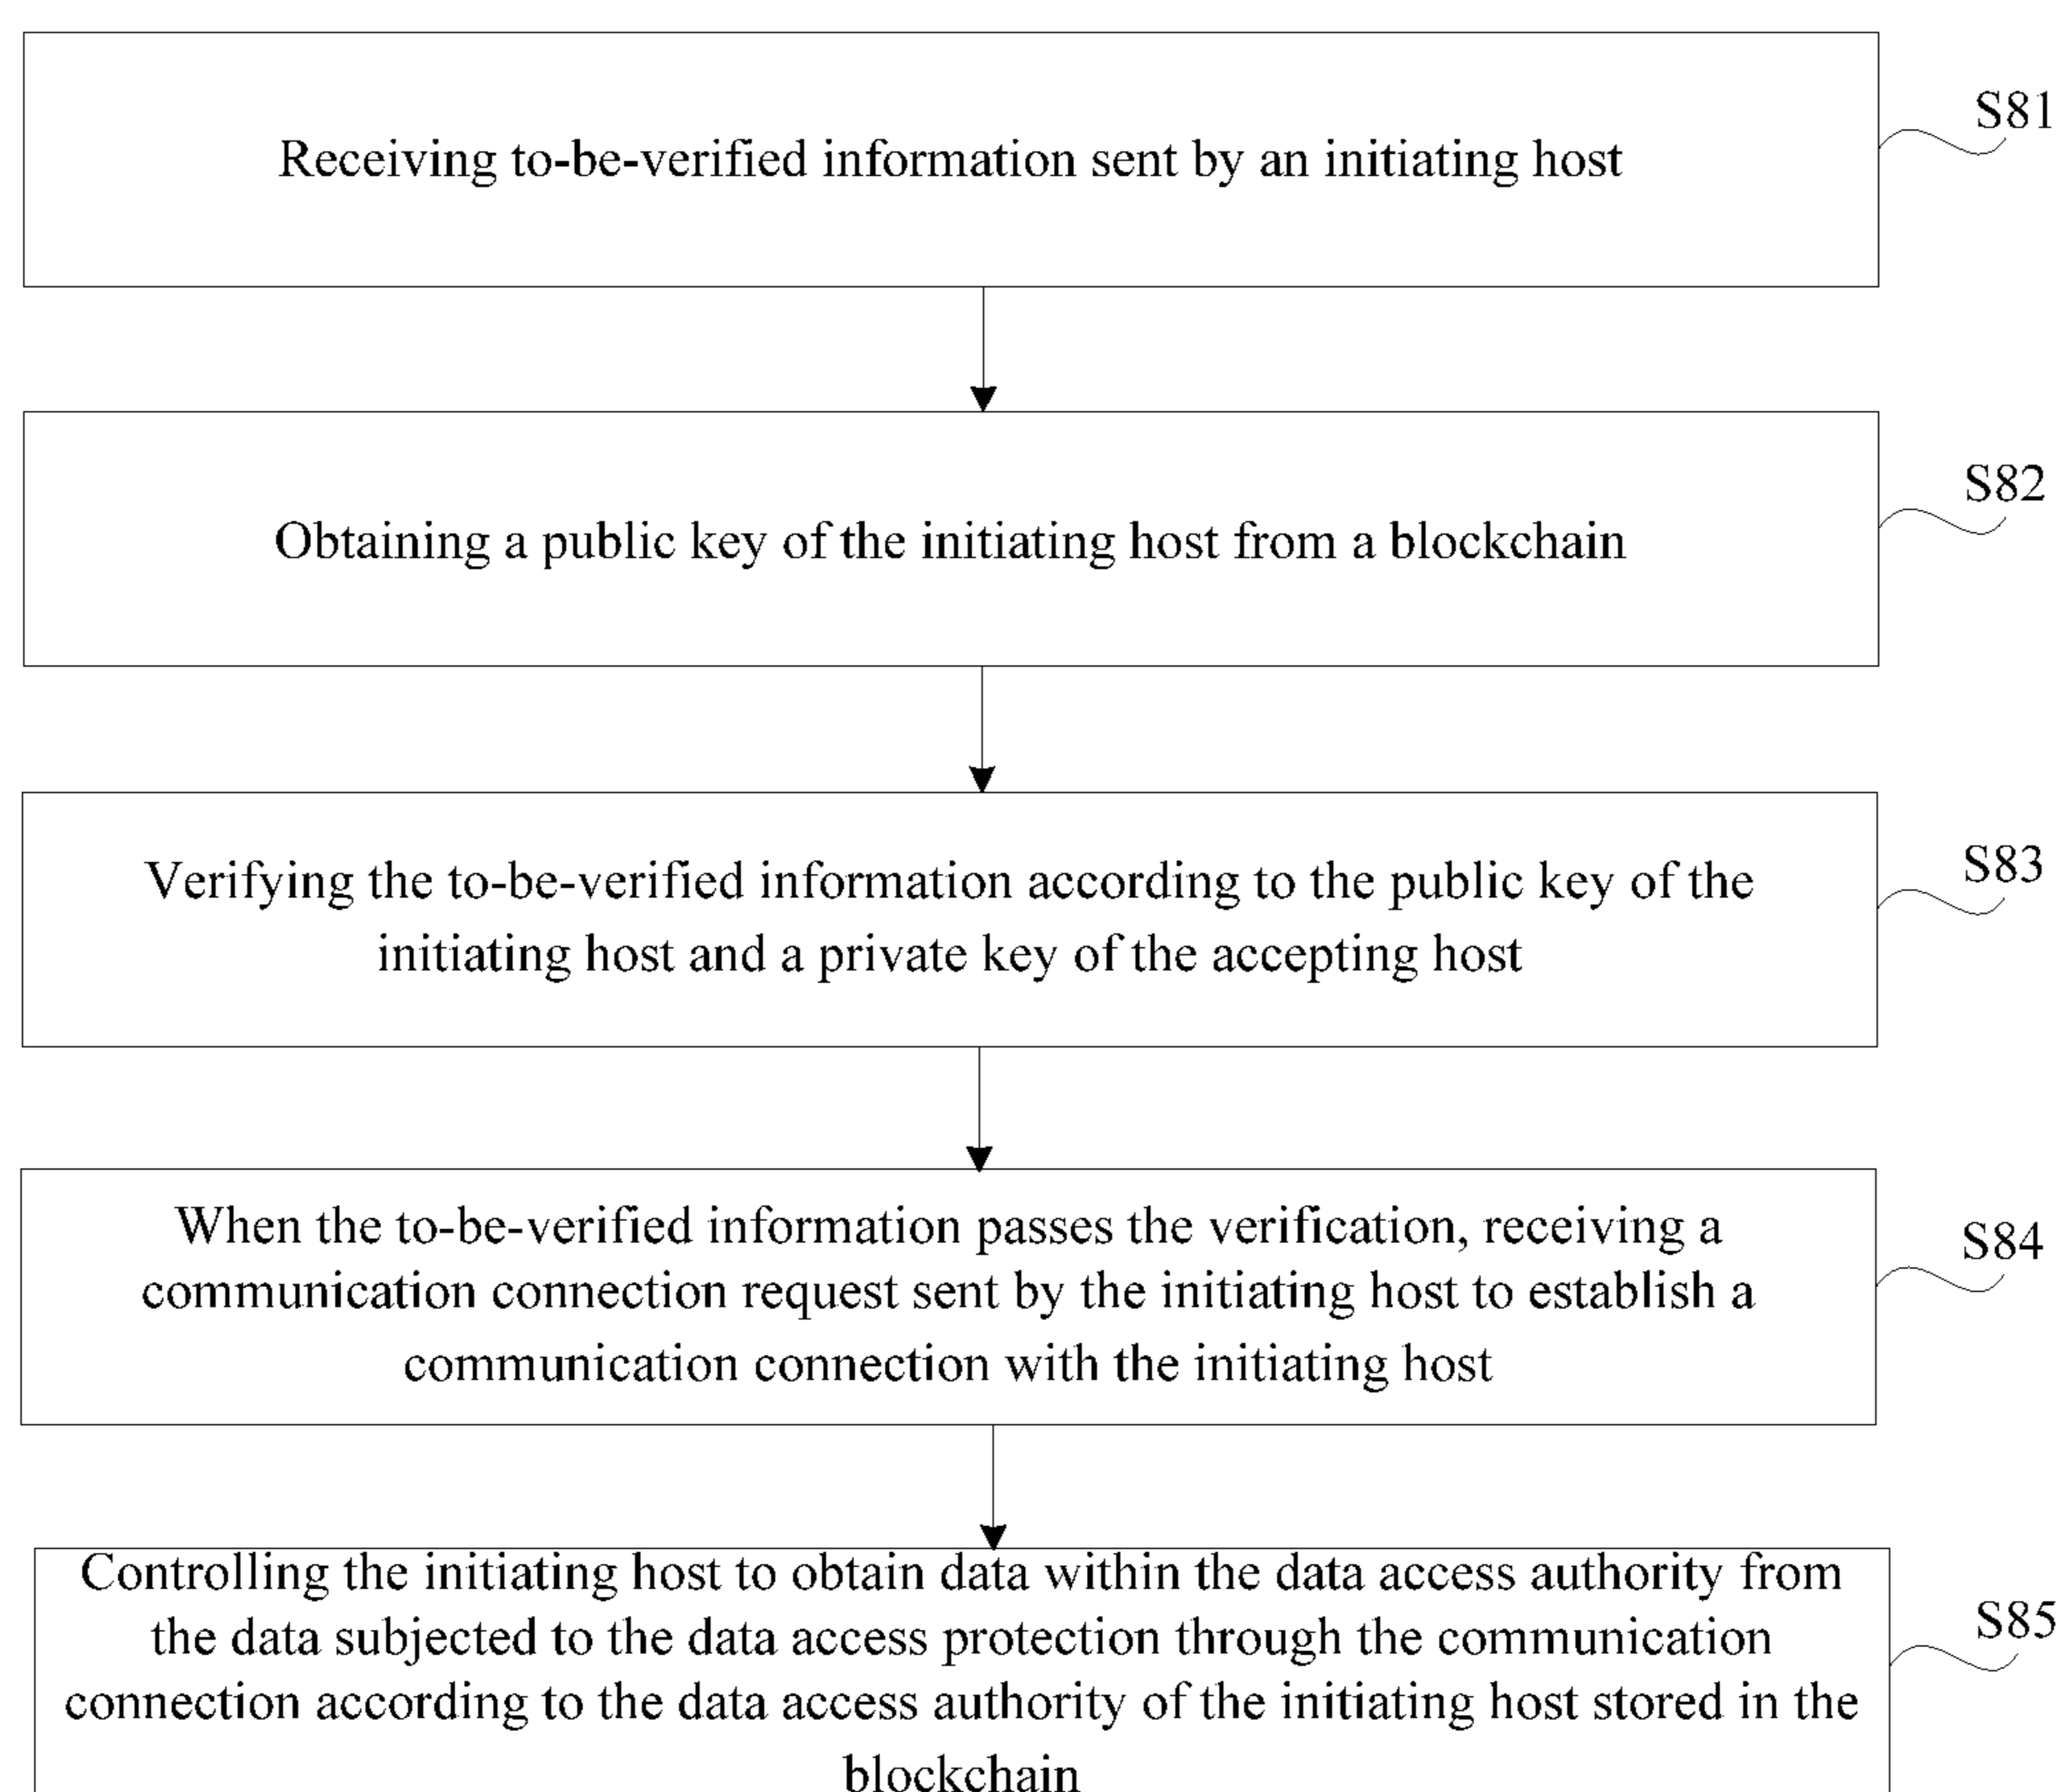 Receiving to-be-verified information sent by an initiating host
S81
Obtaining a public key of the initiating host from a blockchain
S82
Verifying the to-be-verified information according to the public key of the
initiating host and a private key of the accepting host
S83
When the to-be-verified information passes the verification, receiving a
communication connection request sent by the initiating host to establish a
communication connection with the initiating host
S84
Controlling the initiating host to obtain data within the data access authority from
the data subjected to the data access protection through the communication
connection according to the data access authority of the initiating host stored in the
blockchain
S85